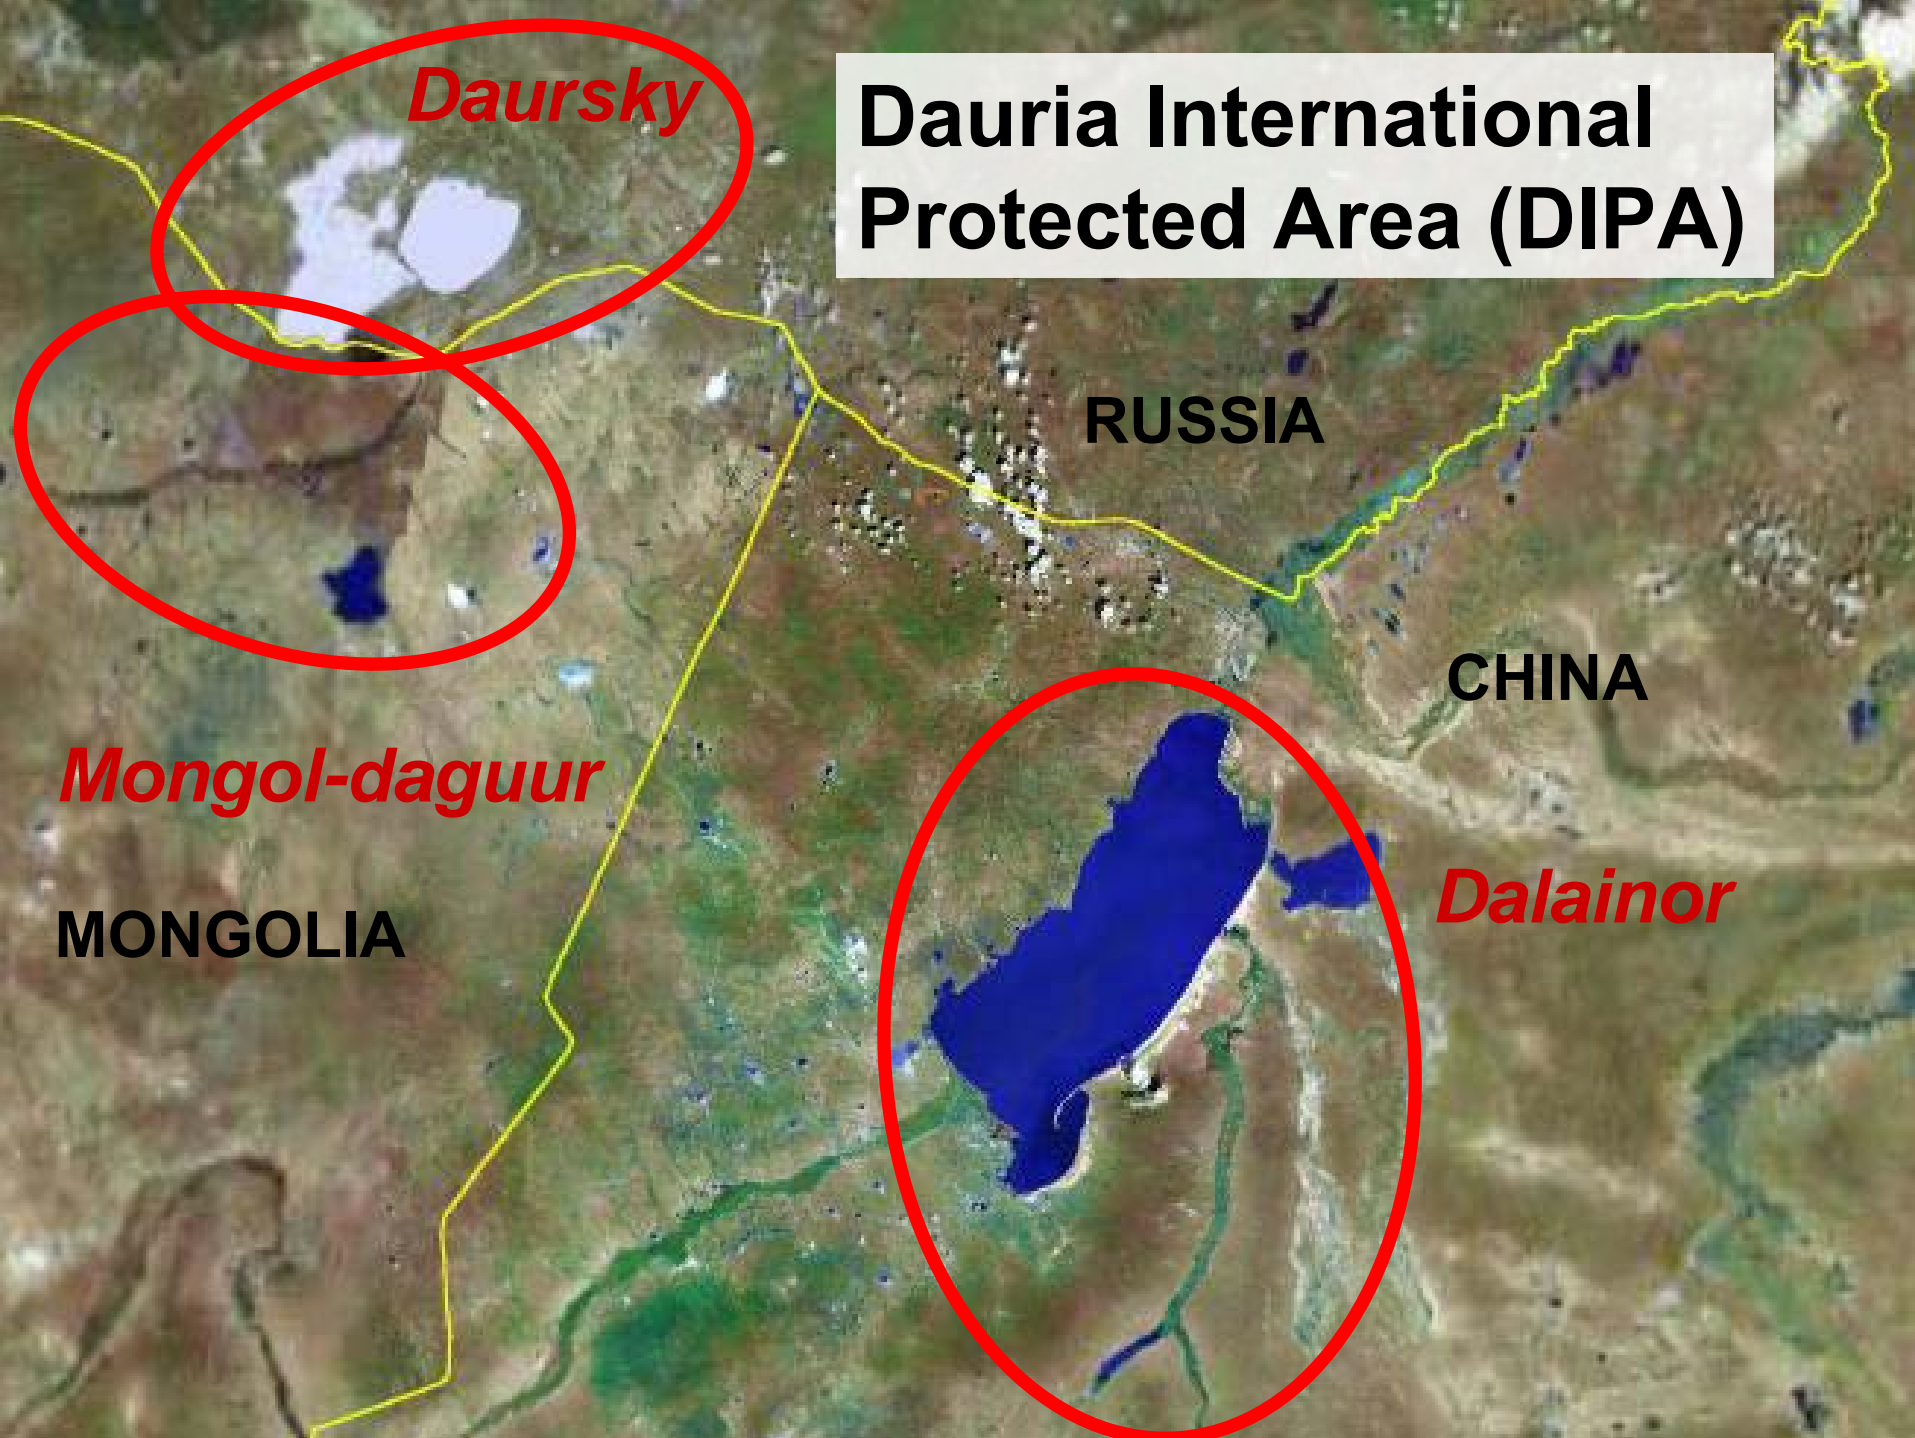 Daursky
Dauria International
Protected Area (DIPA)
RUSSIA
CHINA
Mongol-daguur
Dalainor
MONGOLIA